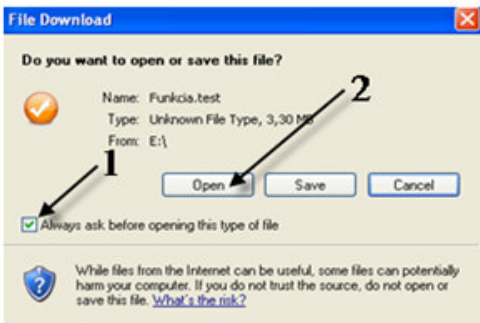 File Download
Do you want to open or save this file?
Name: Funkcia.test
Type: Unknown File Type, 3,30 MB
From: E:\
2
1
Open Save Cancel
Always ask before opening this type of file
While files from the Internet can be useful, some files can potentially
harm your computer. If you do not trust the source, do not open or
save this file. What's the risk?